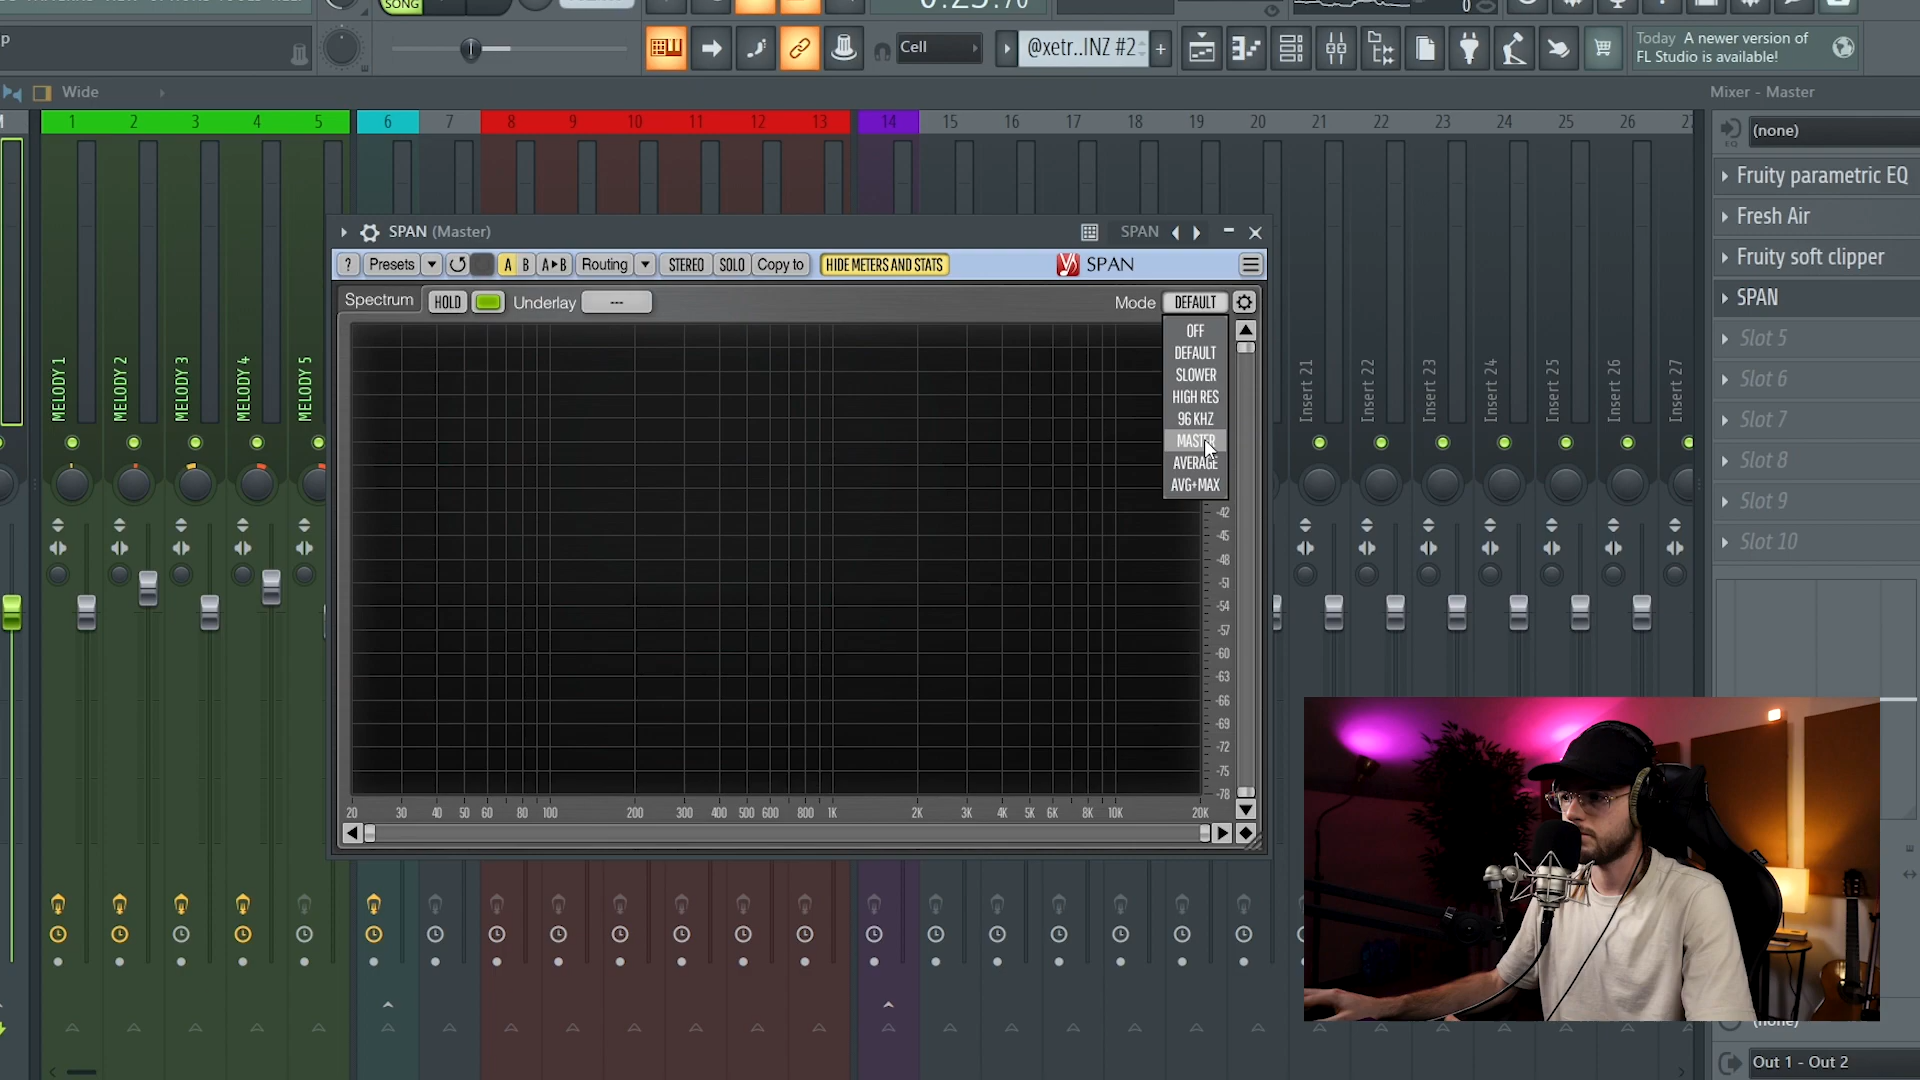 SONG
p
Cell
@xetr..INZ #2
+
Today A newer version of
FL Studio is available!
Wide
Mixer - Master
1 2 3 4 5 6 7 8 9 10 11 12 13 14 15 16 17 18 19 20 21 22 23 24 25 26 27
(none)
Fruity parametric EQ
Fresh Air
Fruity soft clipper
SPAN
Slot 5
Slot 6
Slot 7
Slot 8
Slot 9
Slot 10
SPAN (Master)
SPAN
? Presets A B A▸B Routing STEREO SOLO Copy to HIDE METERS AND STATS SPAN
Spectrum HOLD Underlay --- Mode DEFAULT
OFF
DEFAULT
SLOWER
HIGH RES
96 KHZ
MASTER
AVERAGE
AVG+MAX
-42
-45
-48
-51
-54
-57
-60
-63
-66
-69
-72
-75
-78
20 30 40 50 60 80 100 200 300 400 500 600 800 1K 2K 3K 4K 5K 6K 8K 10K 20K
MELODY 1
MELODY 2
MELODY 3
MELODY 4
MELODY 5
Insert 21
Insert 22
Insert 23
Insert 24
Insert 25
Insert 26
Insert 27
(none)
Out 1 - Out 2